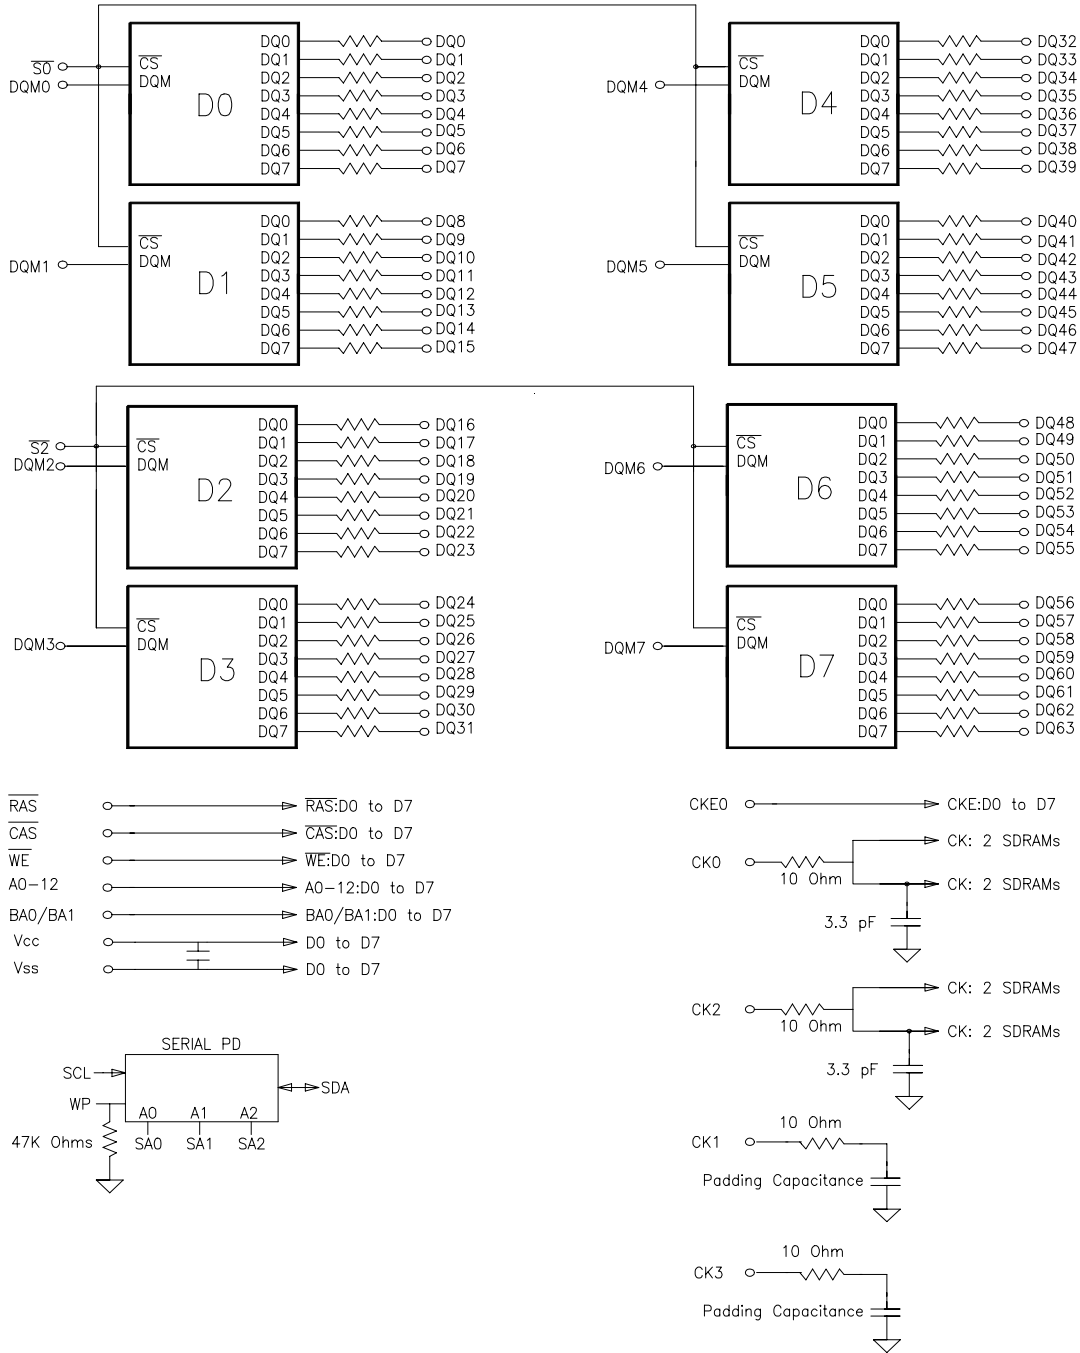 S0
DQM0
CS
DQM
D0
DQ0 DQ0
DQ1 DQ1
DQ2 DQ2
DQ3 DQ3
DQ4 DQ4
DQ5 DQ5
DQ6 DQ6
DQ7 DQ7
DQM4
CS
DQM
D4
DQ0 DQ32
DQ1 DQ33
DQ2 DQ34
DQ3 DQ35
DQ4 DQ36
DQ5 DQ37
DQ6 DQ38
DQ7 DQ39
DQM1
CS
DQM
D1
DQ0 DQ8
DQ1 DQ9
DQ2 DQ10
DQ3 DQ11
DQ4 DQ12
DQ5 DQ13
DQ6 DQ14
DQ7 DQ15
DQM5
CS
DQM
D5
DQ0 DQ40
DQ1 DQ41
DQ2 DQ42
DQ3 DQ43
DQ4 DQ44
DQ5 DQ45
DQ6 DQ46
DQ7 DQ47
S2
DQM2
CS
DQM
D2
DQ0 DQ16
DQ1 DQ17
DQ2 DQ18
DQ3 DQ19
DQ4 DQ20
DQ5 DQ21
DQ6 DQ22
DQ7 DQ23
DQM6
CS
DQM
D6
DQ0 DQ48
DQ1 DQ49
DQ2 DQ50
DQ3 DQ51
DQ4 DQ52
DQ5 DQ53
DQ6 DQ54
DQ7 DQ55
DQM3
CS
DQM
D3
DQ0 DQ24
DQ1 DQ25
DQ2 DQ26
DQ3 DQ27
DQ4 DQ28
DQ5 DQ29
DQ6 DQ30
DQ7 DQ31
DQM7
CS
DQM
D7
DQ0 DQ56
DQ1 DQ57
DQ2 DQ58
DQ3 DQ59
DQ4 DQ60
DQ5 DQ61
DQ6 DQ62
DQ7 DQ63
RAS RAS:D0 to D7
CAS CAS:D0 to D7
WE WE:D0 to D7
A0-12 A0-12:D0 to D7
BA0/BA1 BA0/BA1:D0 to D7
Vcc D0 to D7
Vss D0 to D7
SERIAL PD
SCL
SDA
WP
A0 A1 A2
47K Ohms
SA0 SA1 SA2
CKE0 CKE:D0 to D7
CK: 2 SDRAMs
CK0
10 Ohm
CK: 2 SDRAMs
3.3 pF
CK: 2 SDRAMs
CK2
10 Ohm
CK: 2 SDRAMs
3.3 pF
10 Ohm
CK1
Padding Capacitance
10 Ohm
CK3
Padding Capacitance